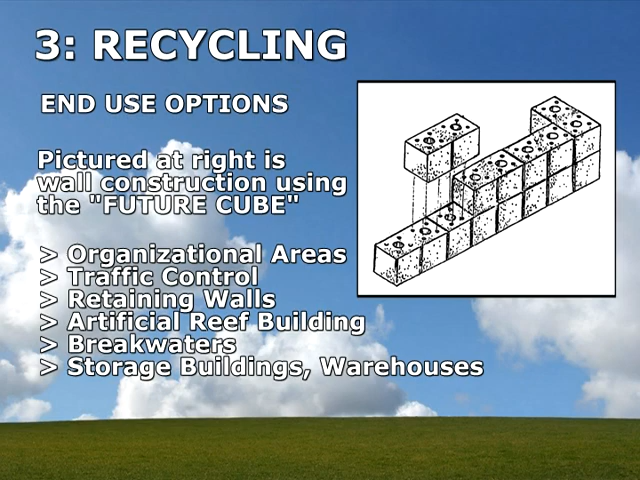 3: RECYCLING
END USE OPTIONS
Pictured at right is
wall construction using
the "FUTURE CUBE"
> Organizational Areas
> Traffic Control
> Retaining Walls
> Artificial Reef Building
> Breakwaters
> Storage Buildings, Warehouses